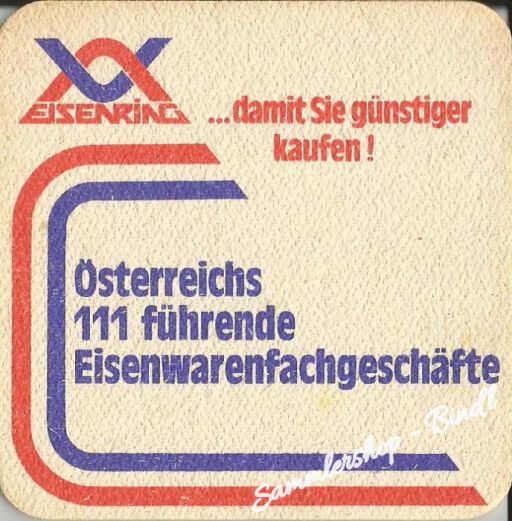 EISENRING
...damit Sie günstiger
kaufen!
Österreichs
111 führende
Eisenwarenfachgeschäfte
Sammlershop - Bindl